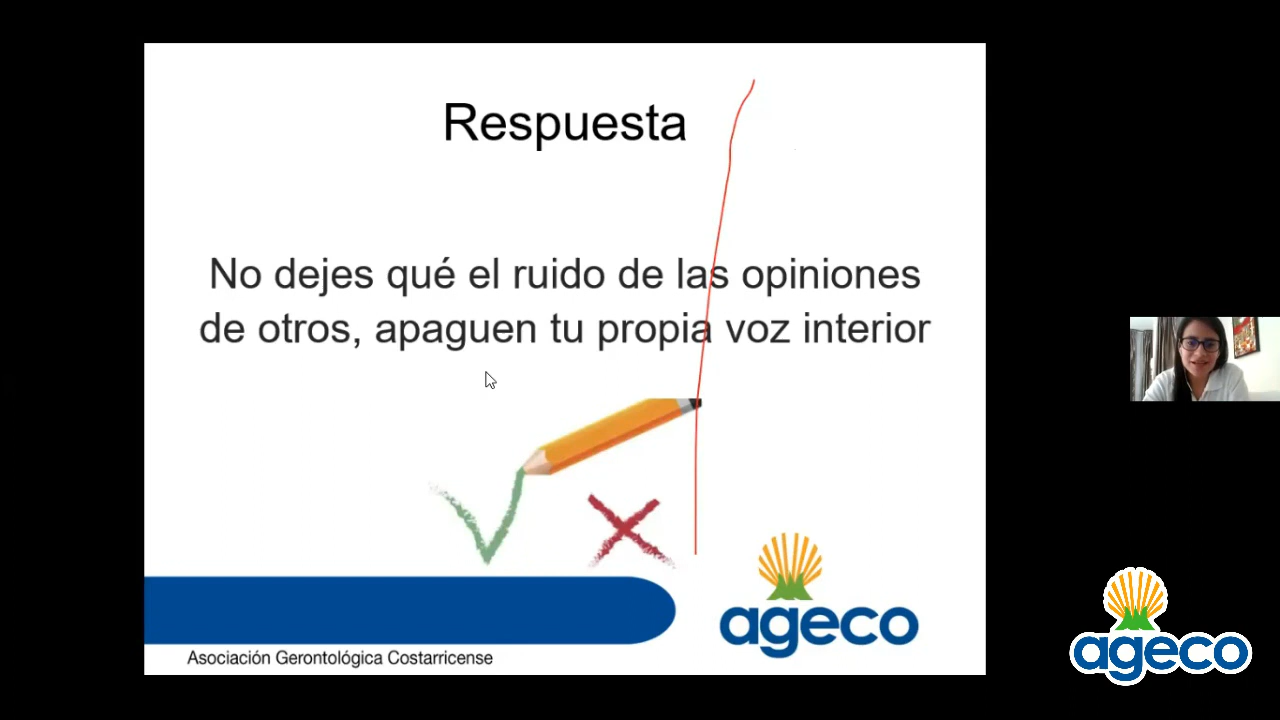 Respuesta
No dejes qué el ruido de las opiniones
de otros, apaguen tu propia voz interior
ageco
Asociación Gerontológica Costarricense
ageco